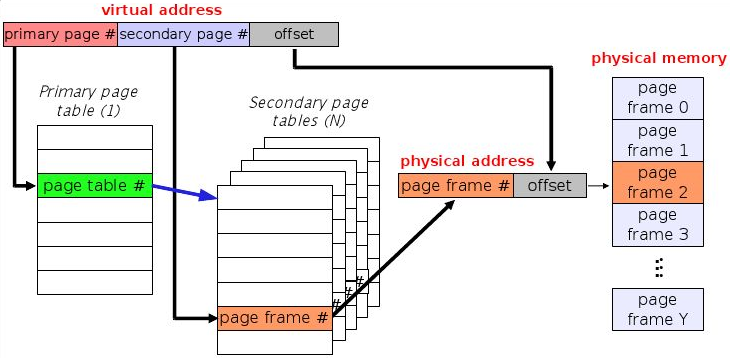 virtual address
primary page #
secondary page #
offset
physical memory
Primary page
table (1)
Secondary page
tables (N)
page
frame 0
page
frame 1
physical address
page table #
page frame #
offset
page
frame 2
page
frame 3
#
#
#
page frame #
page
frame Y